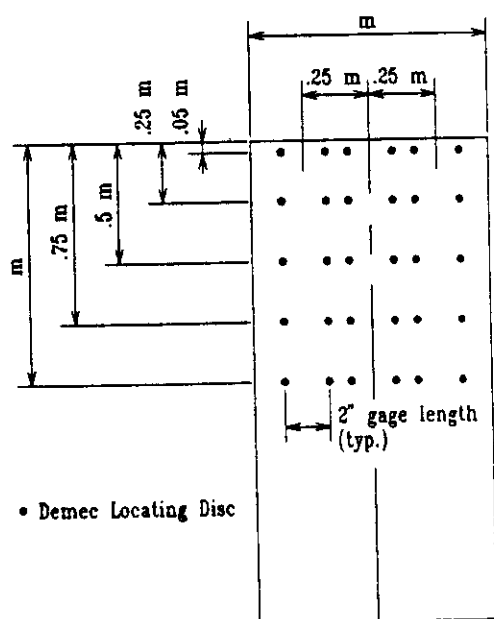 m
.25 m
.25 m
.05 m
.25 m
.5 m
.75 m
m
2" gage length
(typ.)
• Demec Locating Disc